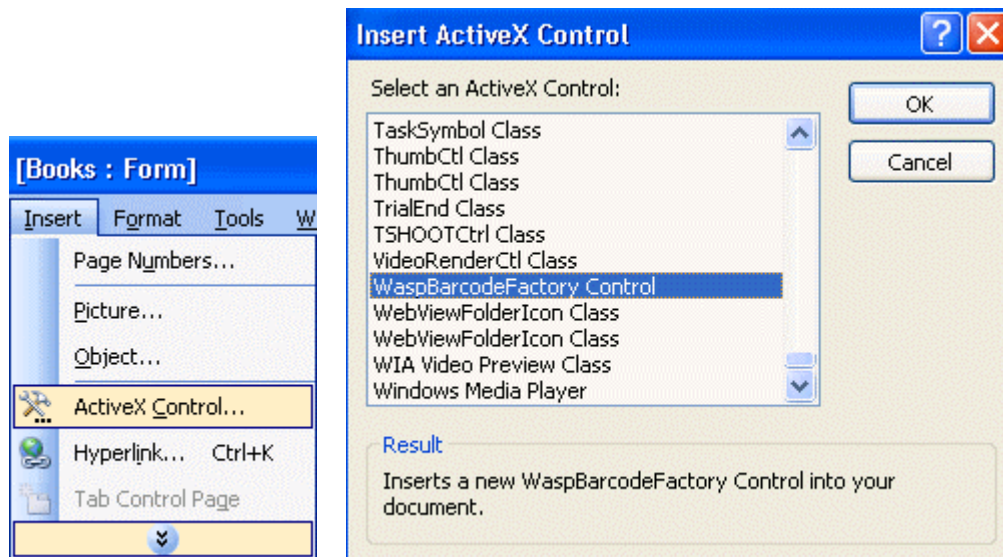 [Books : Form]
Insert Format Tools W
Page Numbers...
Picture...
Object...
ActiveX Control...
Hyperlink... Ctrl+K
Tab Control Page
Insert ActiveX Control
Select an ActiveX Control:
TaskSymbol Class
ThumbCtl Class
ThumbCtl Class
TrialEnd Class
TSHOOTCtrl Class
VideoRenderCtl Class
WaspBarcodeFactory Control
WebViewFolderIcon Class
WebViewFolderIcon Class
WIA Video Preview Class
Windows Media Player
OK
Cancel
Result
Inserts a new WaspBarcodeFactory Control into your
document.